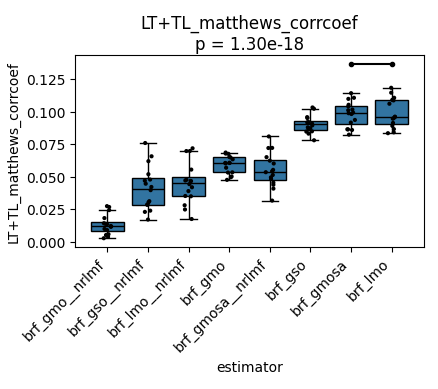 LT+TL_matthews_corrcoef
p = 1.30e-18
LT+TL_matthews_corrcoef
0.125
0.100
0.075
0.050
0.025
0.000
brf_gmo__nrlmf
brf_gso__nrlmf
brf_lmo__nrlmf
brf_gmo
brf_gmosa__nrlmf
brf_gso
brf_gmosa
brf_lmo
estimator